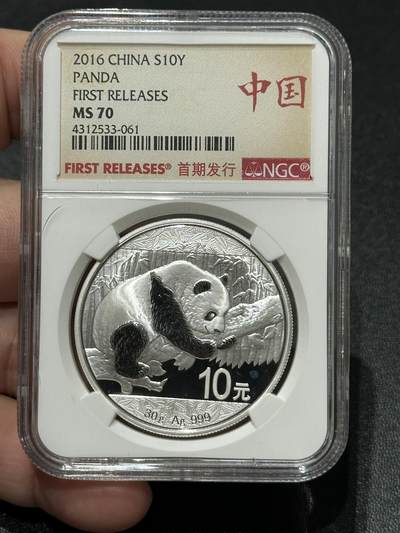 2016 CHINA S10Y
PANDA
FIRST RELEASES
MS 70
4312533-061
中国
FIRST RELEASES® 首期发行 NGC®
10元
30g Ag 999